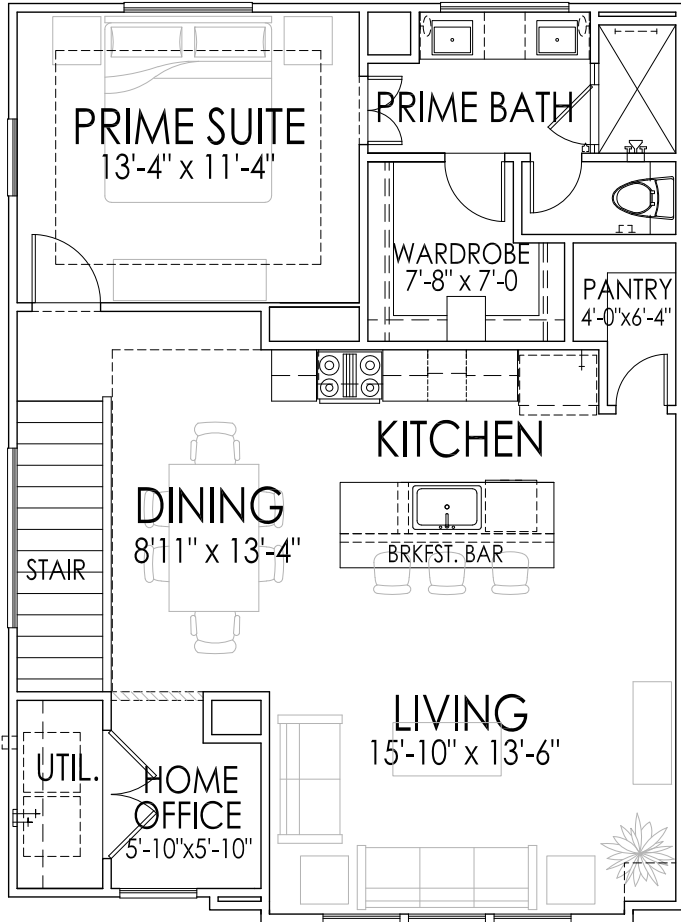 PRIME SUITE
13'-4" x 11'-4"
PRIME BATH
WARDROBE
7'-8" x 7'-0
PANTRY
4'-0"x6'-4"
KITCHEN
DINING
8'11" x 13'-4"
BRKFST. BAR
STAIR
LIVING
15'-10" x 13'-6"
UTIL.
HOME
OFFICE
5'-10"x5'-10"